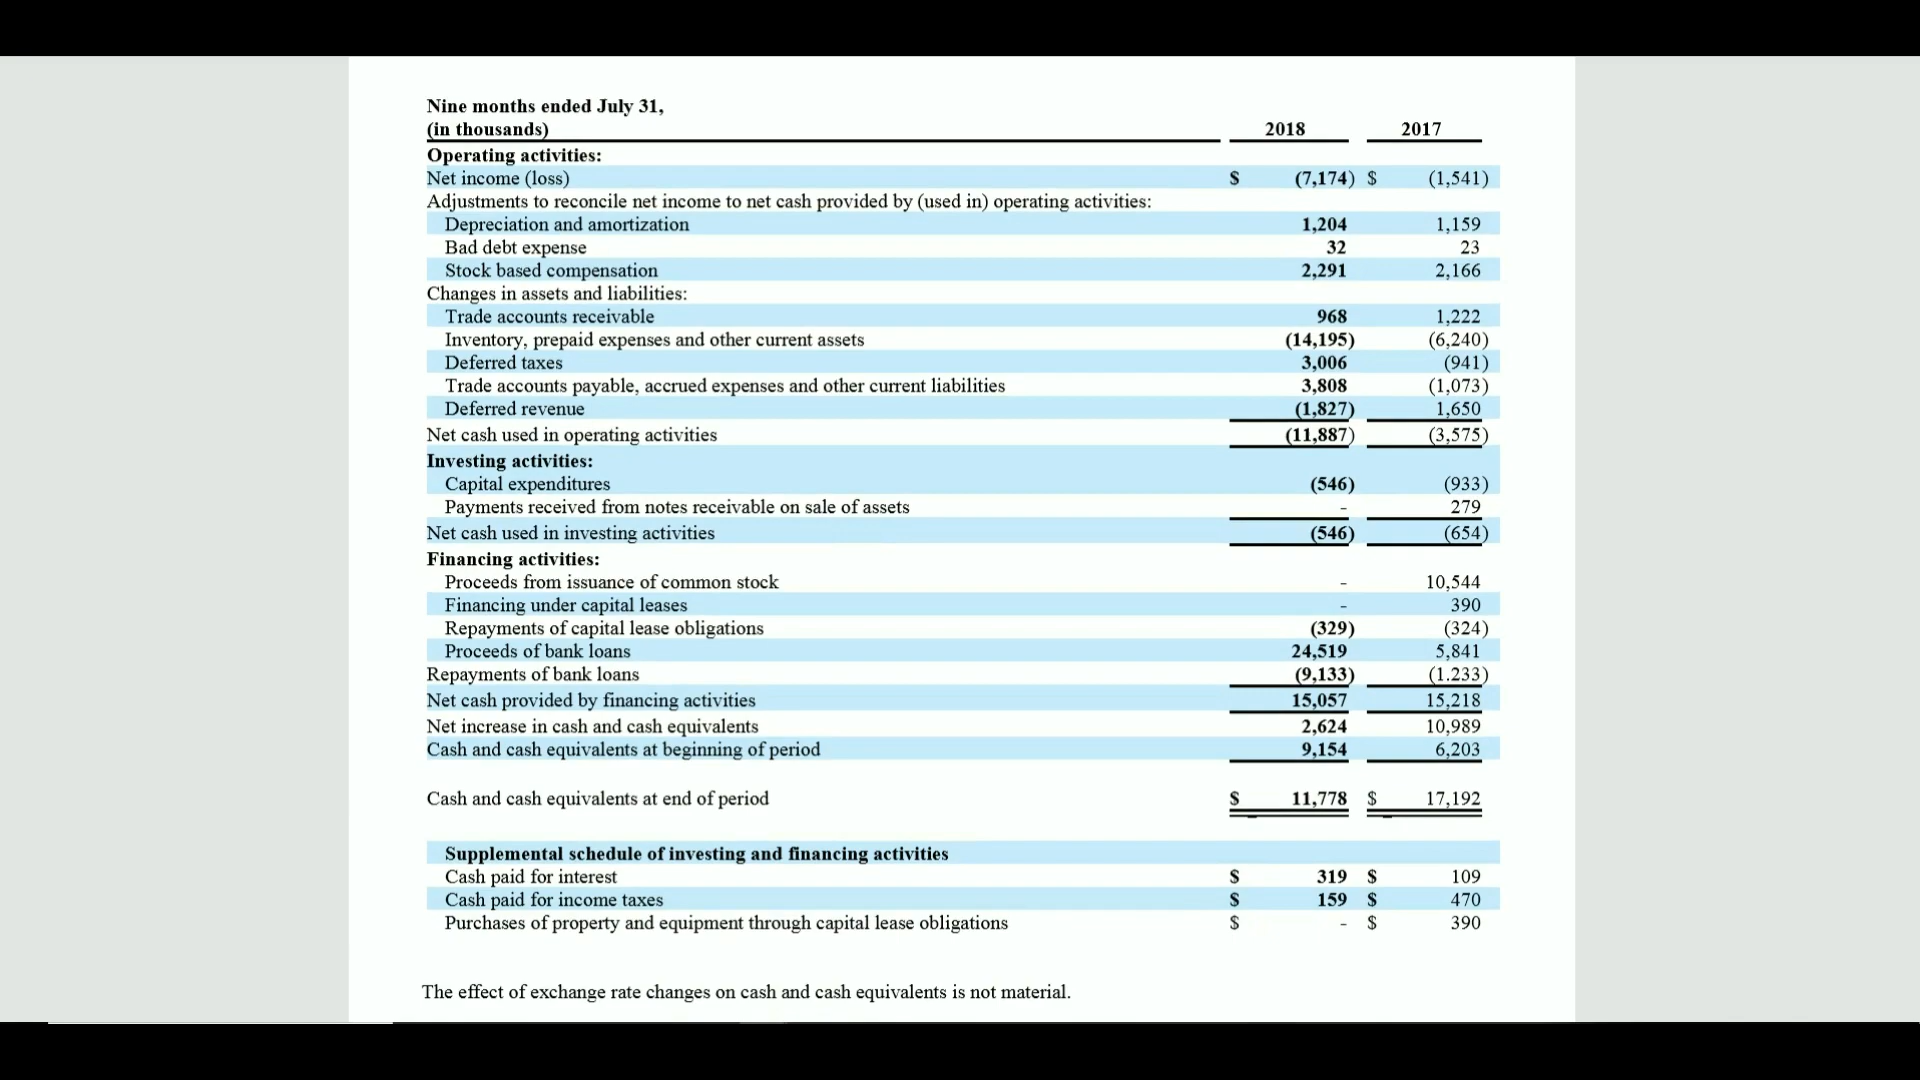 Nine months ended July 31,
(in thousands) 2018 2017
Operating activities:
Net income (loss) $ (7,174) $ (1,541)
Adjustments to reconcile net income to net cash provided by (used in) operating activities:
Depreciation and amortization 1,204 1,159
Bad debt expense 32 23
Stock based compensation 2,291 2,166
Changes in assets and liabilities:
Trade accounts receivable 968 1,222
Inventory, prepaid expenses and other current assets (14,195) (6,240)
Deferred taxes 3,006 (941)
Trade accounts payable, accrued expenses and other current liabilities 3,808 (1,073)
Deferred revenue (1,827) 1,650
Net cash used in operating activities (11,887) (3,575)
Investing activities:
Capital expenditures (546) (933)
Payments received from notes receivable on sale of assets - 279
Net cash used in investing activities (546) (654)
Financing activities:
Proceeds from issuance of common stock - 10,544
Financing under capital leases - 390
Repayments of capital lease obligations (329) (324)
Proceeds of bank loans 24,519 5,841
Repayments of bank loans (9,133) (1.233)
Net cash provided by financing activities 15,057 15,218
Net increase in cash and cash equivalents 2,624 10,989
Cash and cash equivalents at beginning of period 9,154 6,203
Cash and cash equivalents at end of period $ 11,778 $ 17,192
Supplemental schedule of investing and financing activities
Cash paid for interest $ 319 $ 109
Cash paid for income taxes $ 159 $ 470
Purchases of property and equipment through capital lease obligations $ - $ 390
The effect of exchange rate changes on cash and cash equivalents is not material.